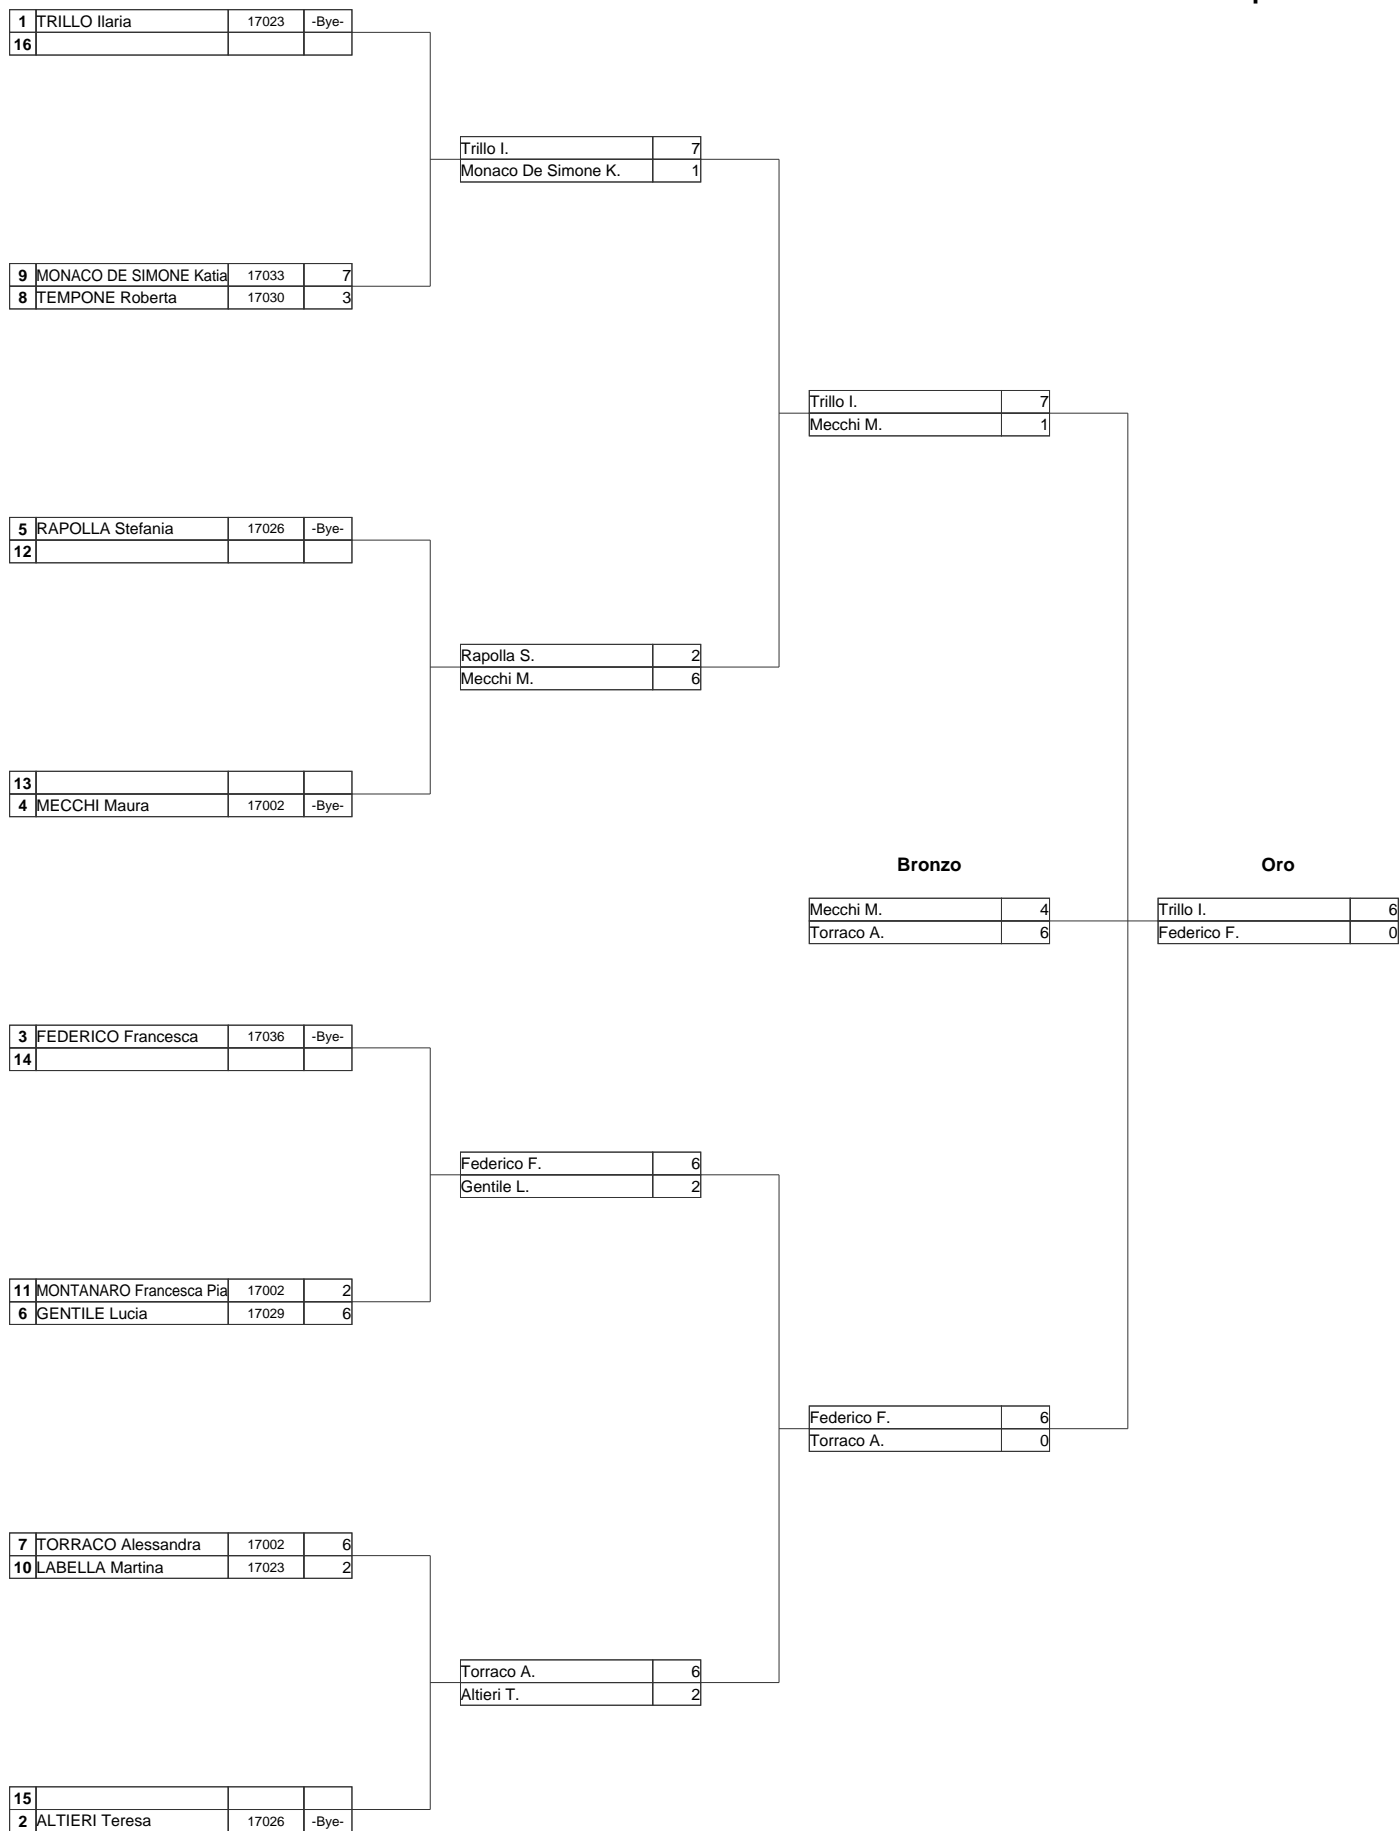 1 TRILLO Ilaria 17023 -Bye-
16
Trillo I. 7
Monaco De Simone K. 1
9 MONACO DE SIMONE Katia 17033 7
8 TEMPONE Roberta 17030 3
Trillo I. 7
Mecchi M. 1
5 RAPOLLA Stefania 17026 -Bye-
12
Rapolla S. 2
Mecchi M. 6
13
4 MECCHI Maura 17002 -Bye-
Bronzo Oro
Mecchi M. 4 Trillo I. 6
Torraco A. 6 Federico F. 0
3 FEDERICO Francesca 17036 -Bye-
14
Federico F. 6
Gentile L. 2
11 MONTANARO Francesca Pia 17002 2
6 GENTILE Lucia 17029 6
Federico F. 6
Torraco A. 0
7 TORRACO Alessandra 17002 6
10 LABELLA Martina 17023 2
Torraco A. 6
Altieri T. 2
15
2 ALTIERI Teresa 17026 -Bye-